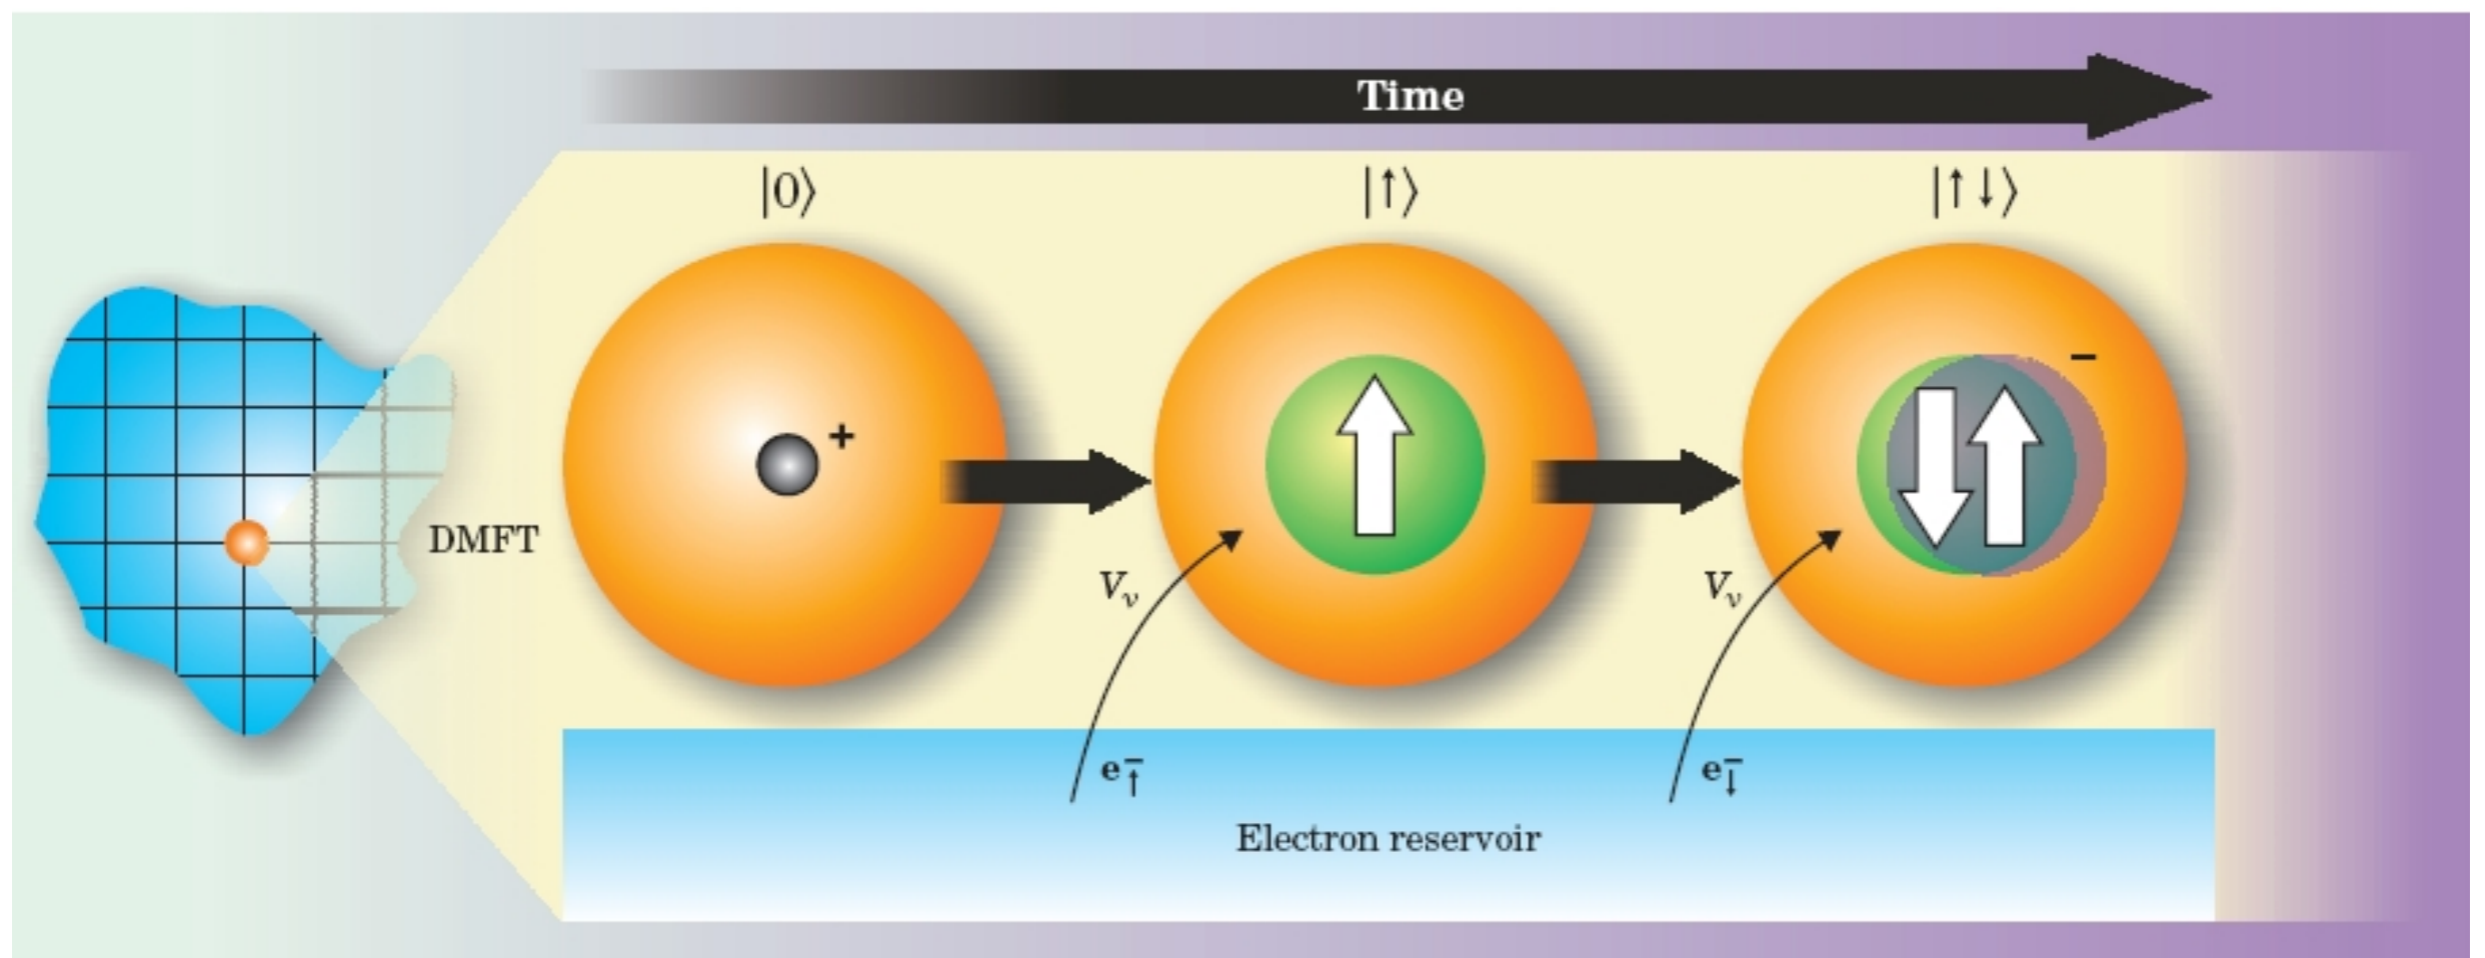 Time
|0⟩
|↑⟩
|↑↓⟩
+
−
DMFT
Vν
Vν
e−↑
e−↓
Electron reservoir